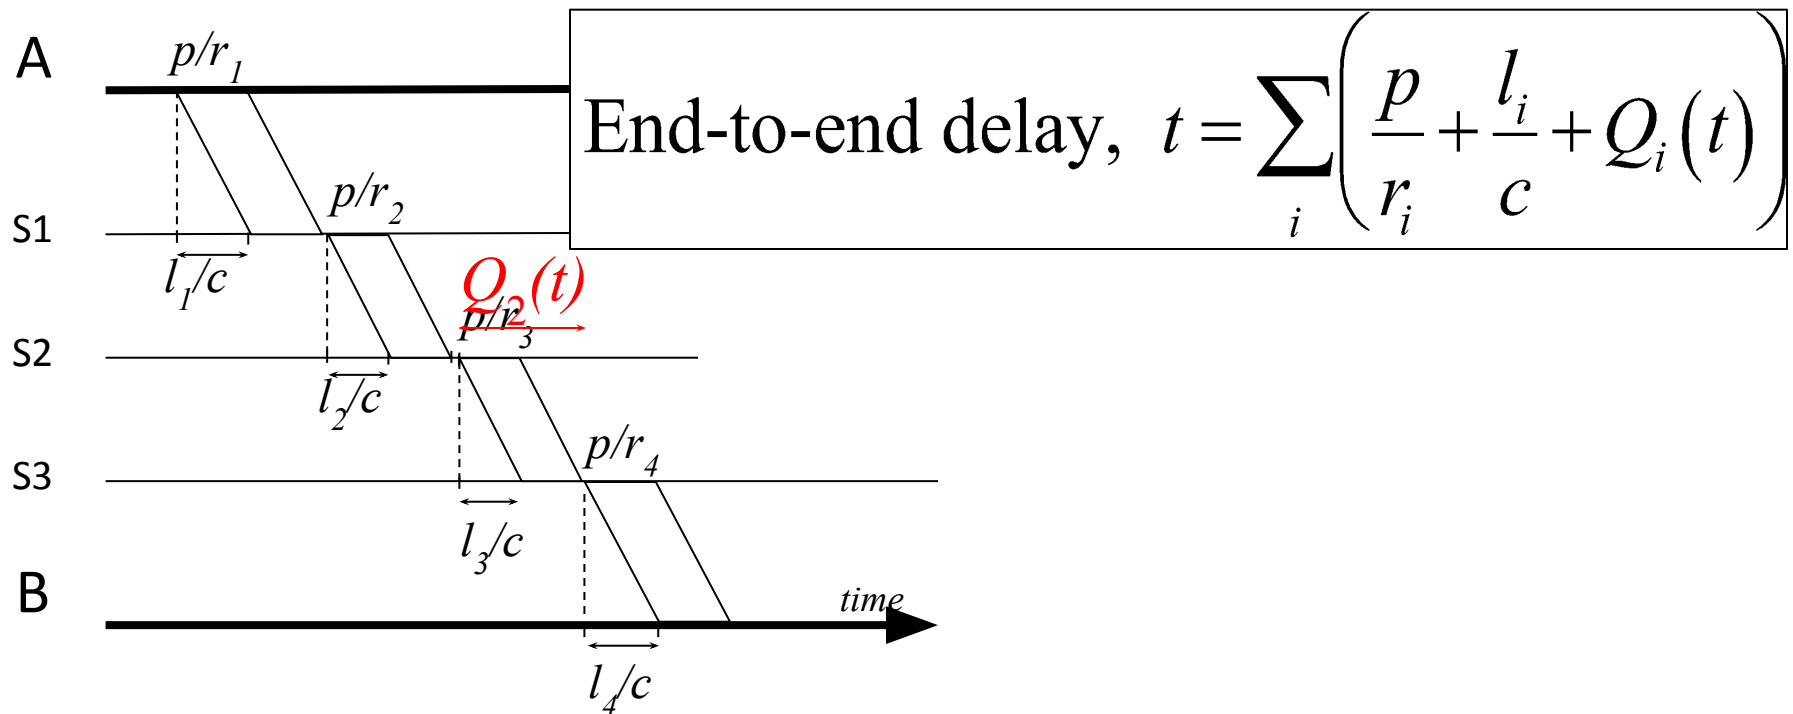 A
p/r₁
End-to-end delay, t = ∑ᵢ (p/rᵢ + lᵢ/c + Qᵢ(t))
p/r₂
S1
l₁/c
Q₂(t)
p/r₃
S2
l₂/c
p/r₄
S3
l₃/c
B
time
l₄/c